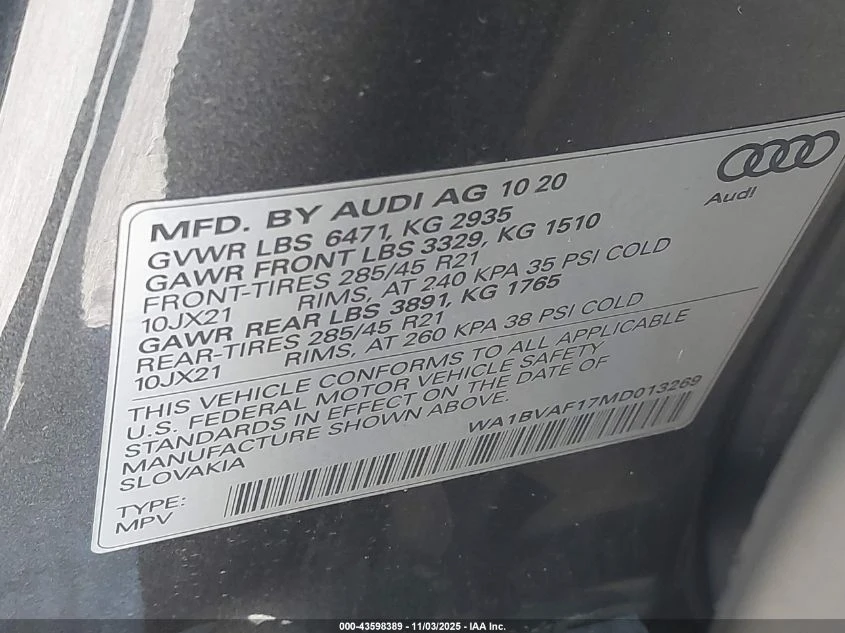 Audi
MFD. BY AUDI AG 10 20
GVWR LBS 6471, KG 2935
GAWR FRONT LBS 3329, KG 1510
FRONT-TIRES 285/45 R21
10JX21 RIMS, AT 240 KPA 35 PSI COLD
GAWR REAR LBS 3891, KG 1765
REAR-TIRES 285/45 R21
10JX21 RIMS, AT 260 KPA 38 PSI COLD
THIS VEHICLE CONFORMS TO ALL APPLICABLE
U.S. FEDERAL MOTOR VEHICLE SAFETY
STANDARDS IN EFFECT ON THE DATE OF
MANUFACTURE SHOWN ABOVE.
SLOVAKIA
WA1BVAF17MD013269
TYPE:
MPV
000-43598389 - 11/03/2025 - IAA Inc.